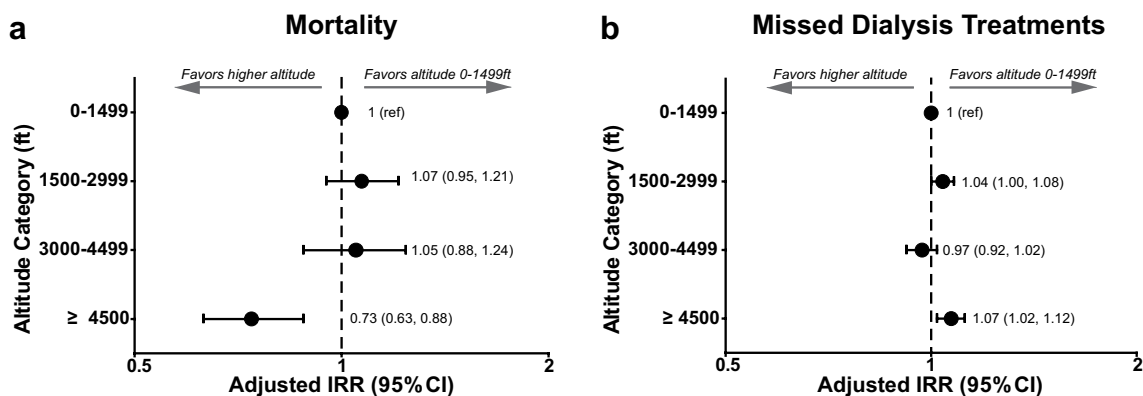 a
Mortality
Favors higher altitude
Favors altitude 0-1499ft
Altitude Category (ft)
0-1499
1 (ref)
1500-2999
1.07 (0.95, 1.21)
3000-4499
1.05 (0.88, 1.24)
≥ 4500
0.73 (0.63, 0.88)
0.5
1
2
Adjusted IRR (95%CI)
b
Missed Dialysis Treatments
Favors higher altitude
Favors altitude 0-1499ft
Altitude Category (ft)
0-1499
1 (ref)
1500-2999
1.04 (1.00, 1.08)
3000-4499
0.97 (0.92, 1.02)
≥ 4500
1.07 (1.02, 1.12)
0.5
1
2
Adjusted IRR (95%CI)